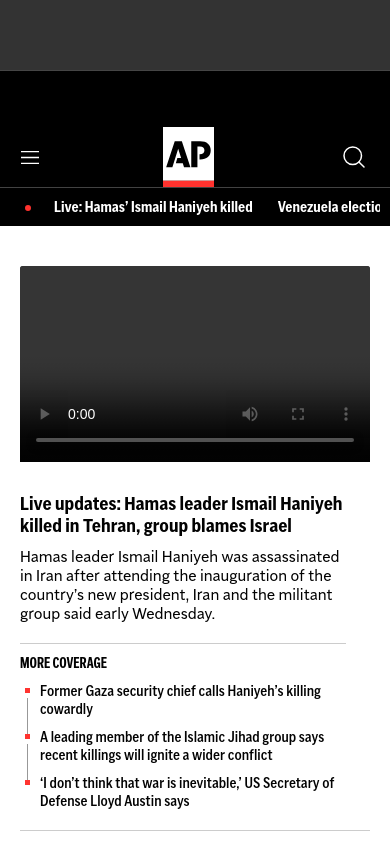 AP
Live: Hamas’ Ismail Haniyeh killed Venezuela electio
0:00
Live updates: Hamas leader Ismail Haniyeh
killed in Tehran, group blames Israel
Hamas leader Ismail Haniyeh was assassinated
in Iran after attending the inauguration of the
country’s new president, Iran and the militant
group said early Wednesday.
MORE COVERAGE
Former Gaza security chief calls Haniyeh’s killing
cowardly
A leading member of the Islamic Jihad group says
recent killings will ignite a wider conflict
‘I don’t think that war is inevitable,’ US Secretary of
Defense Lloyd Austin says